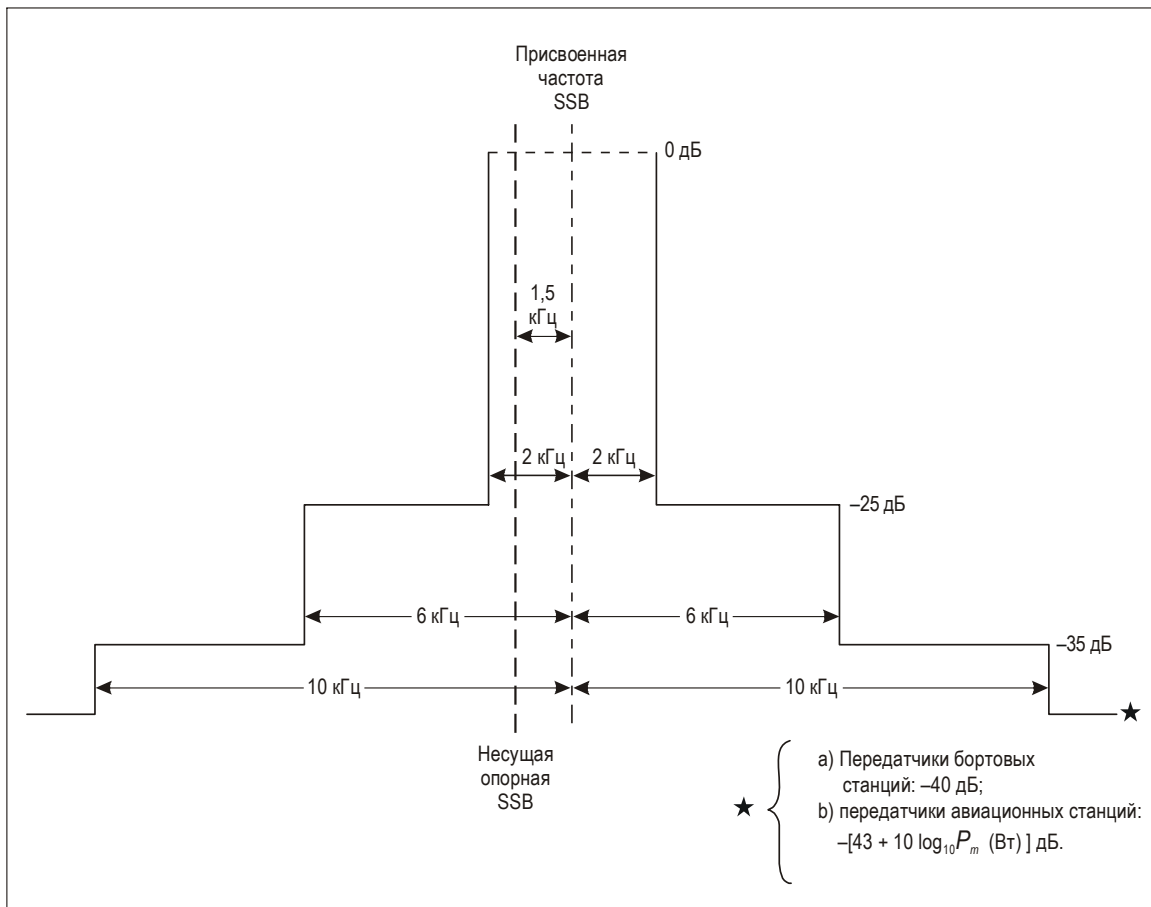 Присвоенная
частота
SSB
0 дБ
1,5
кГц
2 кГц
2 кГц
–25 дБ
6 кГц
6 кГц
–35 дБ
10 кГц
10 кГц
★
Несущая
опорная
SSB
★
a) Передатчики бортовых
станций: –40 дБ;
b) передатчики авиационных станций:
–[43 + 10 log₁₀Pₘ (Вт) ] дБ.